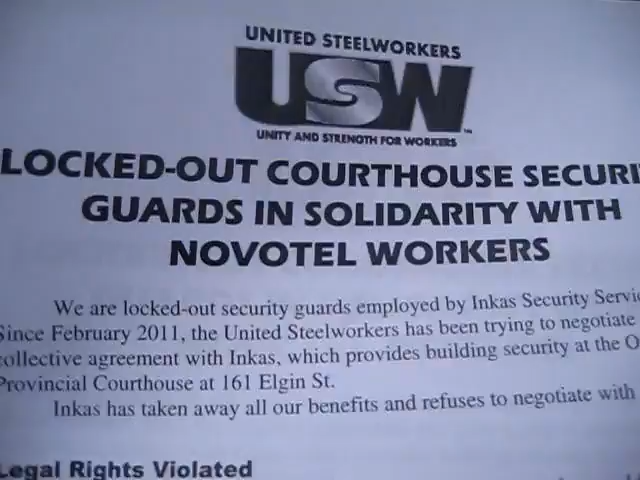 UNITED STEELWORKERS
USW
UNITY AND STRENGTH FOR WORKERS
LOCKED-OUT COURTHOUSE SECURI
GUARDS IN SOLIDARITY WITH
NOVOTEL WORKERS
We are locked-out security guards employed by Inkas Security Servi
Since February 2011, the United Steelworkers has been trying to negotiate
collective agreement with Inkas, which provides building security at the O
Provincial Courthouse at 161 Elgin St.
Inkas has taken away all our benefits and refuses to negotiate with
Legal Rights Violated